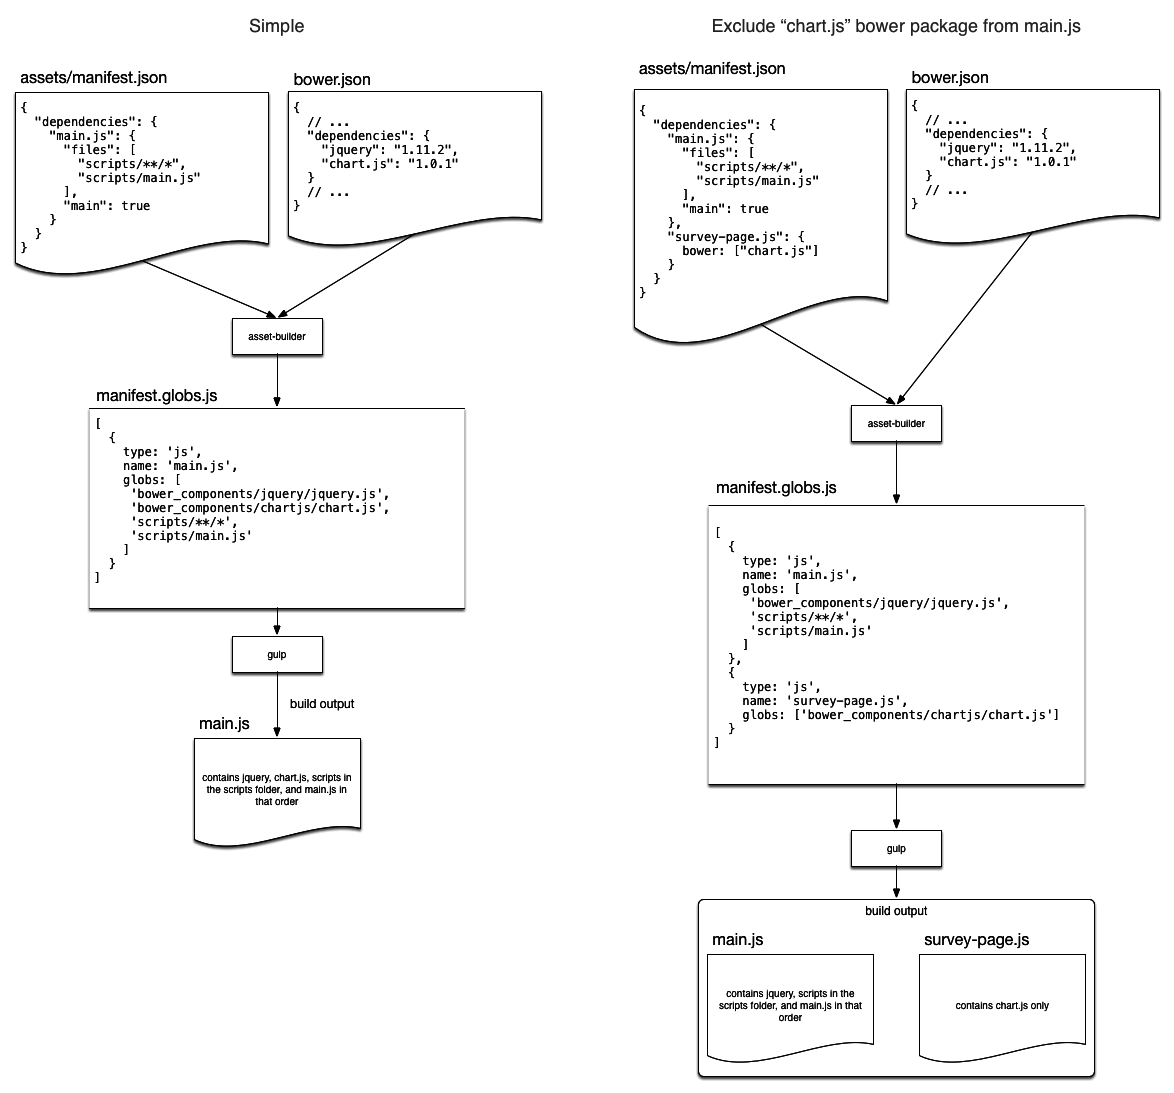 Simple
assets/manifest.json
{
  "dependencies": {
    "main.js": {
      "files": [
        "scripts/**/*",
        "scripts/main.js"
      ],
      "main": true
    }
  }
}
bower.json
{
  // ...
  "dependencies": {
    "jquery": "1.11.2",
    "chart.js": "1.0.1"
  }
  // ...
}
asset-builder
manifest.globs.js
[
  {
    type: 'js',
    name: 'main.js',
    globs: [
     'bower_components/jquery/jquery.js',
     'bower_components/chartjs/chart.js',
     'scripts/**/*',
     'scripts/main.js'
    ]
  }
]
gulp
build output
main.js
contains jquery, chart.js, scripts in
the scripts folder, and main.js in
that order
Exclude “chart.js” bower package from main.js
assets/manifest.json
{
  "dependencies": {
    "main.js": {
      "files": [
        "scripts/**/*",
        "scripts/main.js"
      ],
      "main": true
    },
    "survey-page.js": {
      bower: ["chart.js"]
    }
  }
}
bower.json
{
  // ...
  "dependencies": {
    "jquery": "1.11.2",
    "chart.js": "1.0.1"
  }
  // ...
}
asset-builder
manifest.globs.js
[
  {
    type: 'js',
    name: 'main.js',
    globs: [
     'bower_components/jquery/jquery.js',
     'scripts/**/*',
     'scripts/main.js'
    ]
  },
  {
    type: 'js',
    name: 'survey-page.js',
    globs: ['bower_components/chartjs/chart.js']
  }
]
gulp
build output
main.js
contains jquery, scripts in the
scripts folder, and main.js in that
order
survey-page.js
contains chart.js only